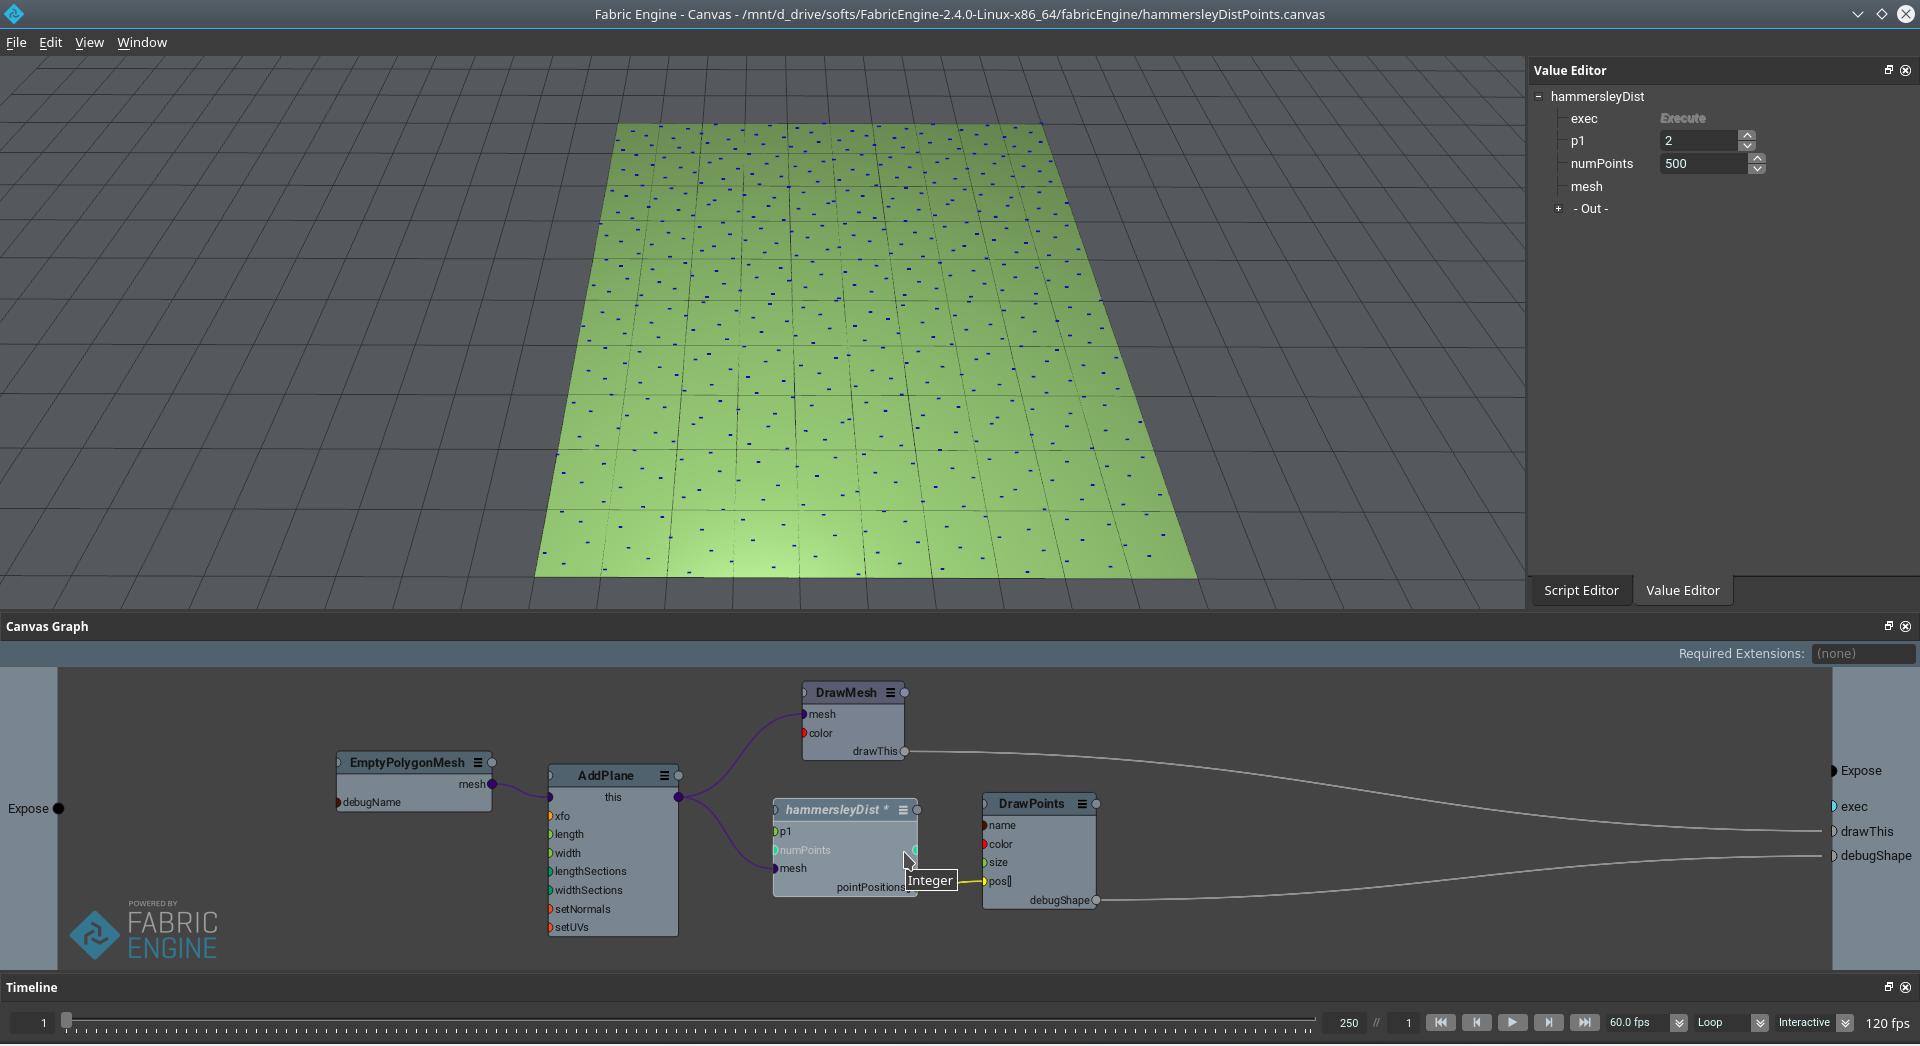 Fabric Engine - Canvas - /mnt/d_drive/softs/FabricEngine-2.4.0-Linux-x86_64/fabricEngine/hammersleyDistPoints.canvas
File Edit View Window
Value Editor
hammersleyDist
exec Execute
p1 2
numPoints 500
mesh
- Out -
Script Editor Value Editor
Canvas Graph
Required Extensions: (none)
Expose
EmptyPolygonMesh
mesh
debugName
AddPlane
this
xfo
length
width
lengthSections
widthSections
setNormals
setUVs
DrawMesh
mesh
color
drawThis
hammersleyDist *
p1
numPoints
mesh
pointPositions
Integer
DrawPoints
name
color
size
pos[]
debugShape
Expose
exec
drawThis
debugShape
POWERED BY
FABRIC
ENGINE
Timeline
1 250 // 1 60.0 fps Loop Interactive 120 fps